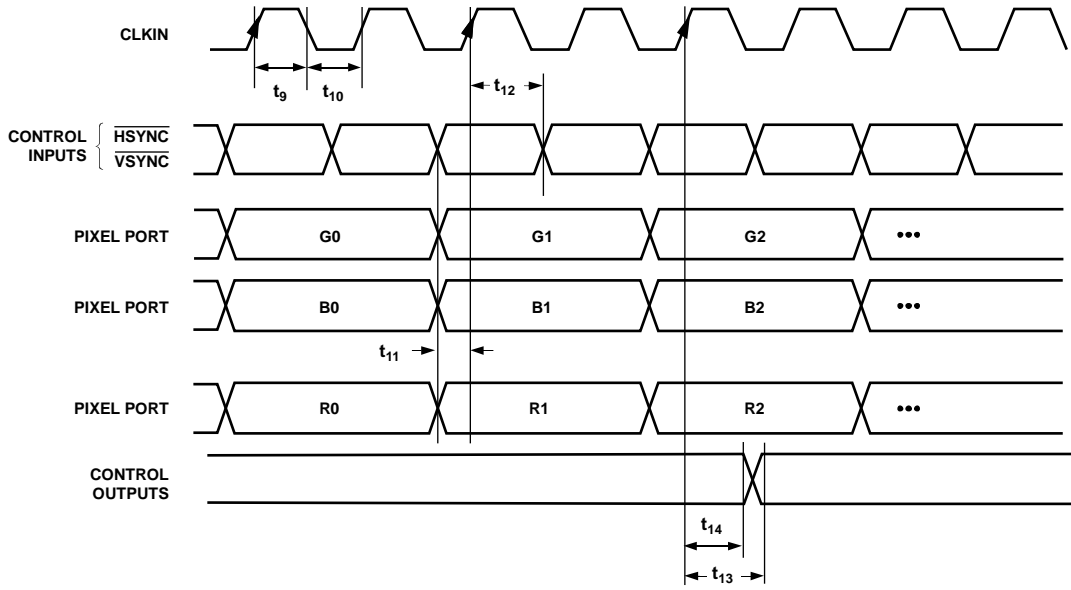 CLKIN
t9
t10
t12
CONTROL INPUTS
HSYNC
VSYNC
PIXEL PORT
G0
G1
G2
•••
PIXEL PORT
B0
B1
B2
•••
t11
PIXEL PORT
R0
R1
R2
•••
CONTROL OUTPUTS
t14
t13